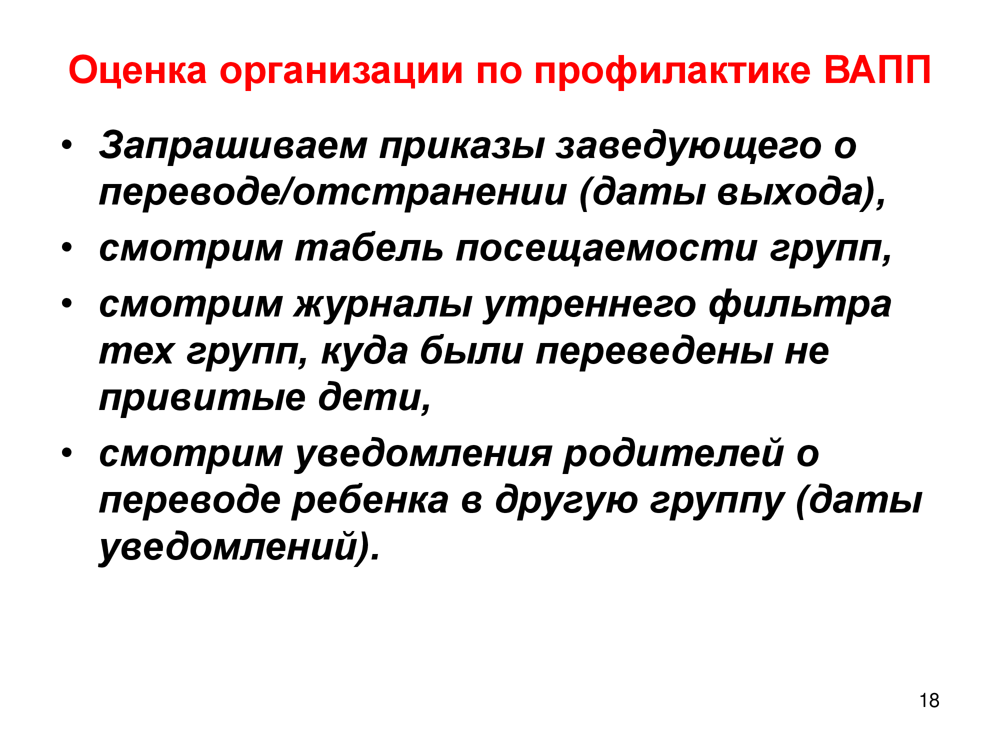 Оценка организации по профилактике ВАПП
• Запрашиваем приказы заведующего о
переводе/отстранении (даты выхода),
• смотрим табель посещаемости групп,
• смотрим журналы утреннего фильтра
тех групп, куда были переведены не
привитые дети,
• смотрим уведомления родителей о
переводе ребенка в другую группу (даты
уведомлений).
18